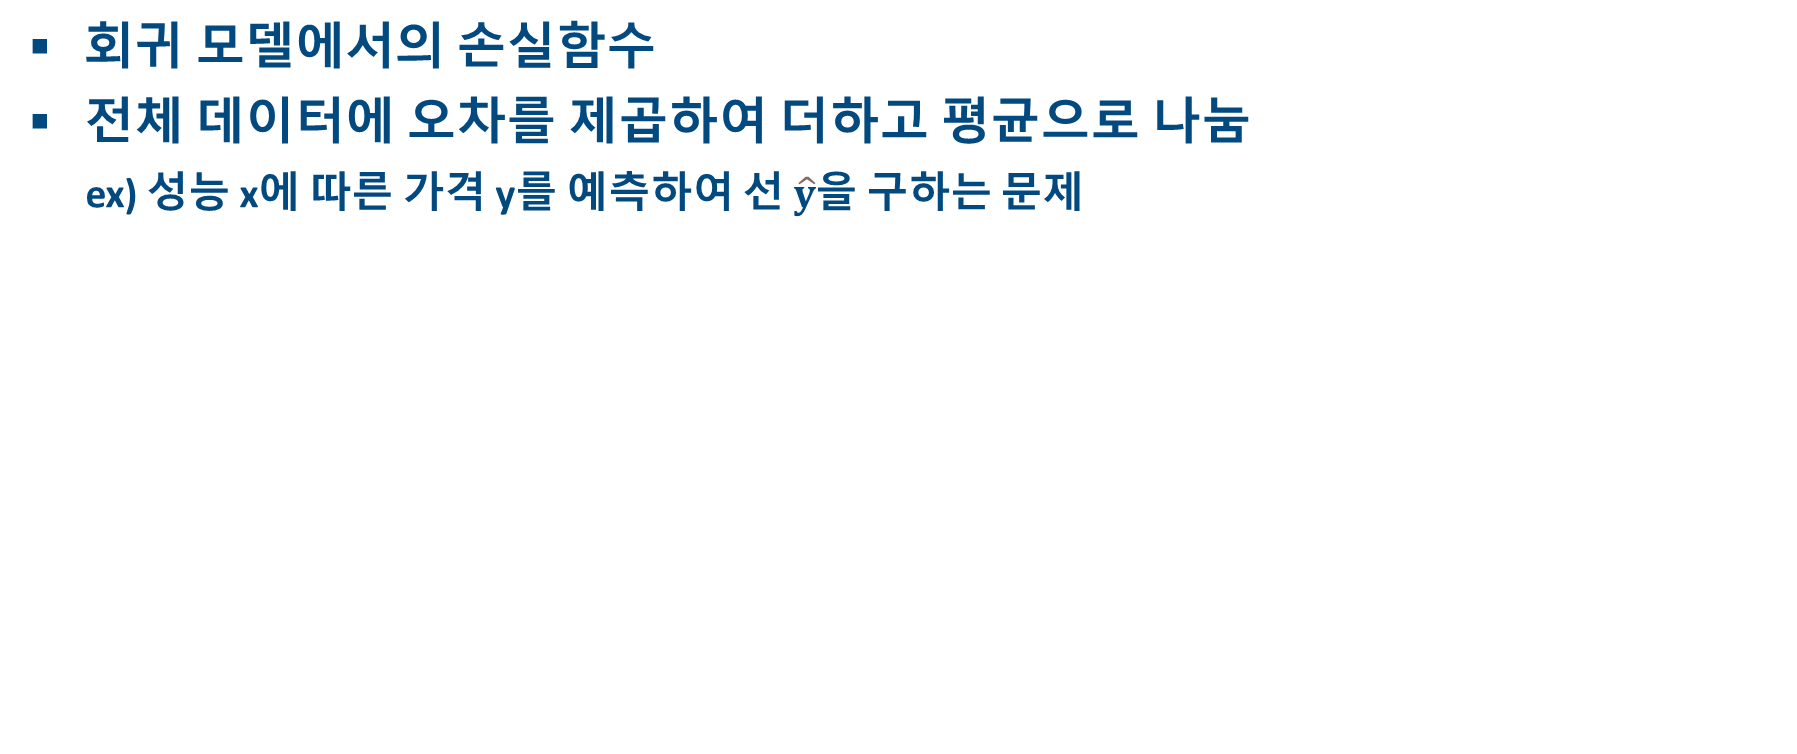 ▪ 회귀 모델에서의 손실함수
▪ 전체 데이터에 오차를 제곱하여 더하고 평균으로 나눔
ex) 성능 x에 따른 가격 y를 예측하여 선 ŷ을 구하는 문제